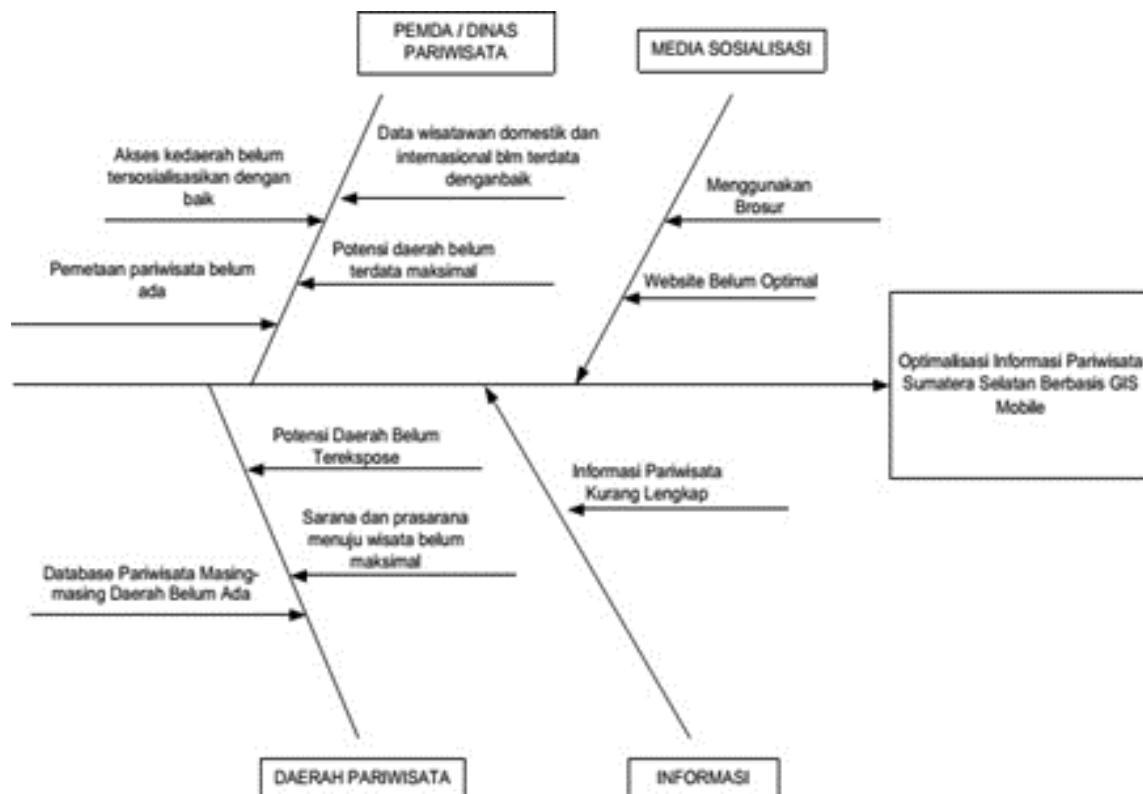 PEMDA / DINAS
PARIWISATA
MEDIA SOSIALISASI
Data wisatawan domestik dan
internasional blm terdata
denganbaik
Akses kedaerah belum
tersosialisasikan dengan
baik
Menggunakan
Brosur
Potensi daerah belum
terdata maksimal
Pemetaan pariwisata belum
ada
Website Belum Optimal
Optimalisasi Informasi Pariwisata
Sumatera Selatan Berbasis GIS
Mobile
Potensi Daerah Belum
Terekspose
Informasi Pariwisata
Kurang Lengkap
Sarana dan prasarana
menuju wisata belum
maksimal
Database Pariwisata Masing-
masing Daerah Belum Ada
DAERAH PARIWISATA
INFORMASI